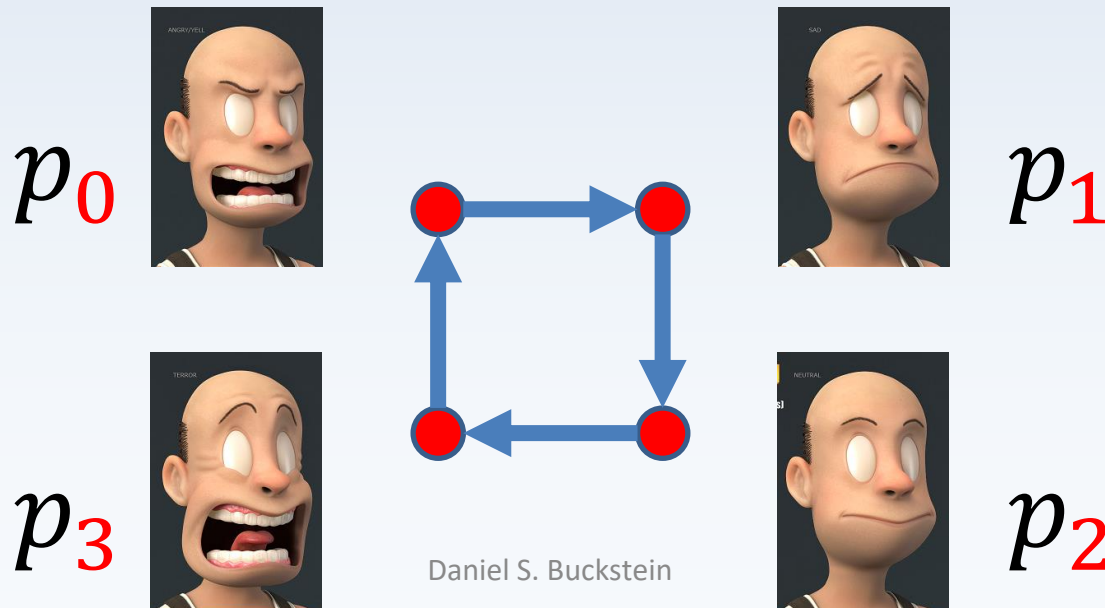 ANGRY/YELL
SAD
p0
p1
TERROR
NEUTRAL
s)
p3
p2
Daniel S. Buckstein